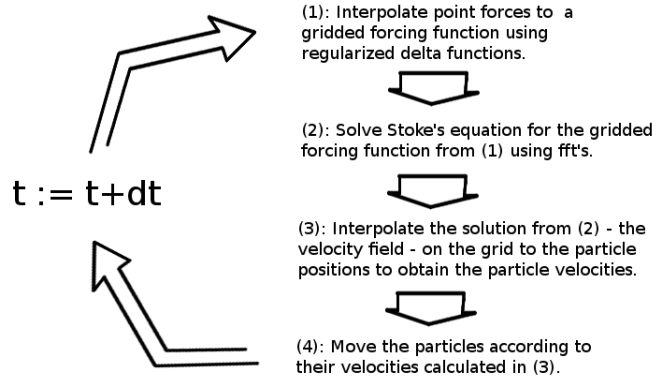 (1): Interpolate point forces to a
gridded forcing function using
regularized delta functions.
(2): Solve Stoke's equation for the gridded
forcing function from (1) using fft's.
t := t+dt
(3): Interpolate the solution from (2) - the
velocity field - on the grid to the particle
positions to obtain the particle velocities.
(4): Move the particles according to
their velocities calculated in (3).